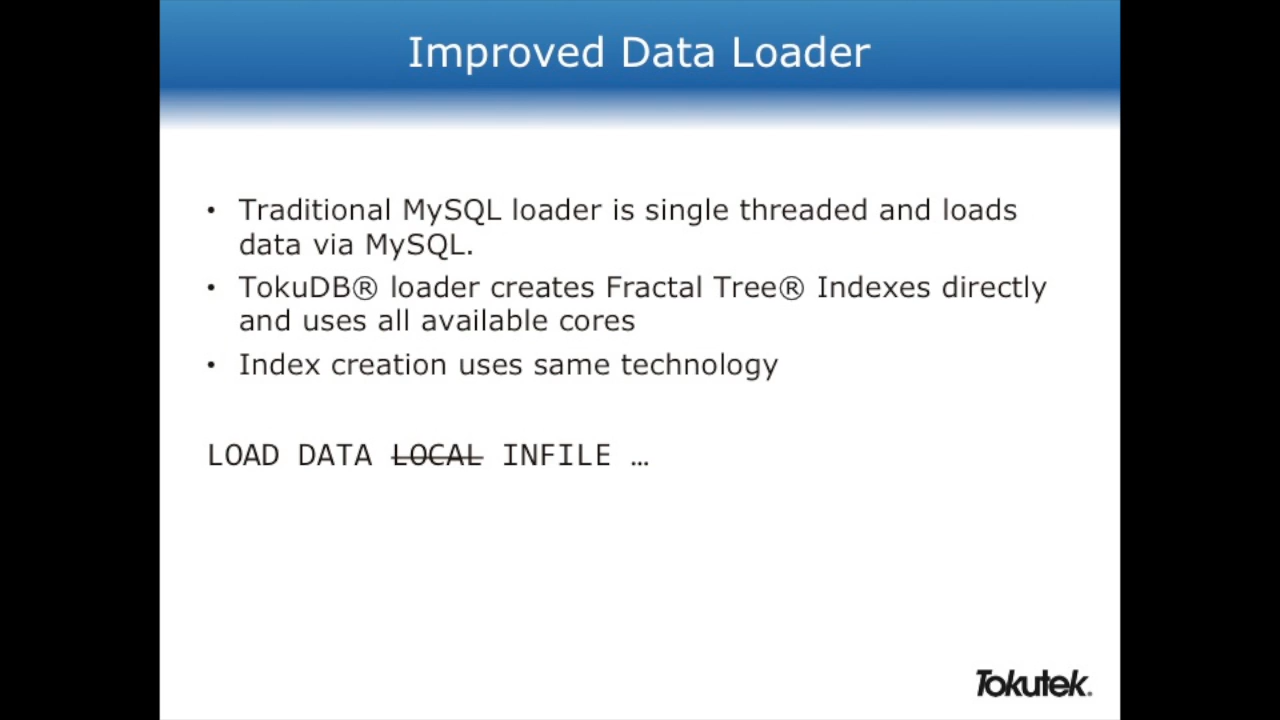 Improved Data Loader
• Traditional MySQL loader is single threaded and loads
data via MySQL.
• TokuDB® loader creates Fractal Tree® Indexes directly
and uses all available cores
• Index creation uses same technology
LOAD DATA LOCAL INFILE …
Tokutek.